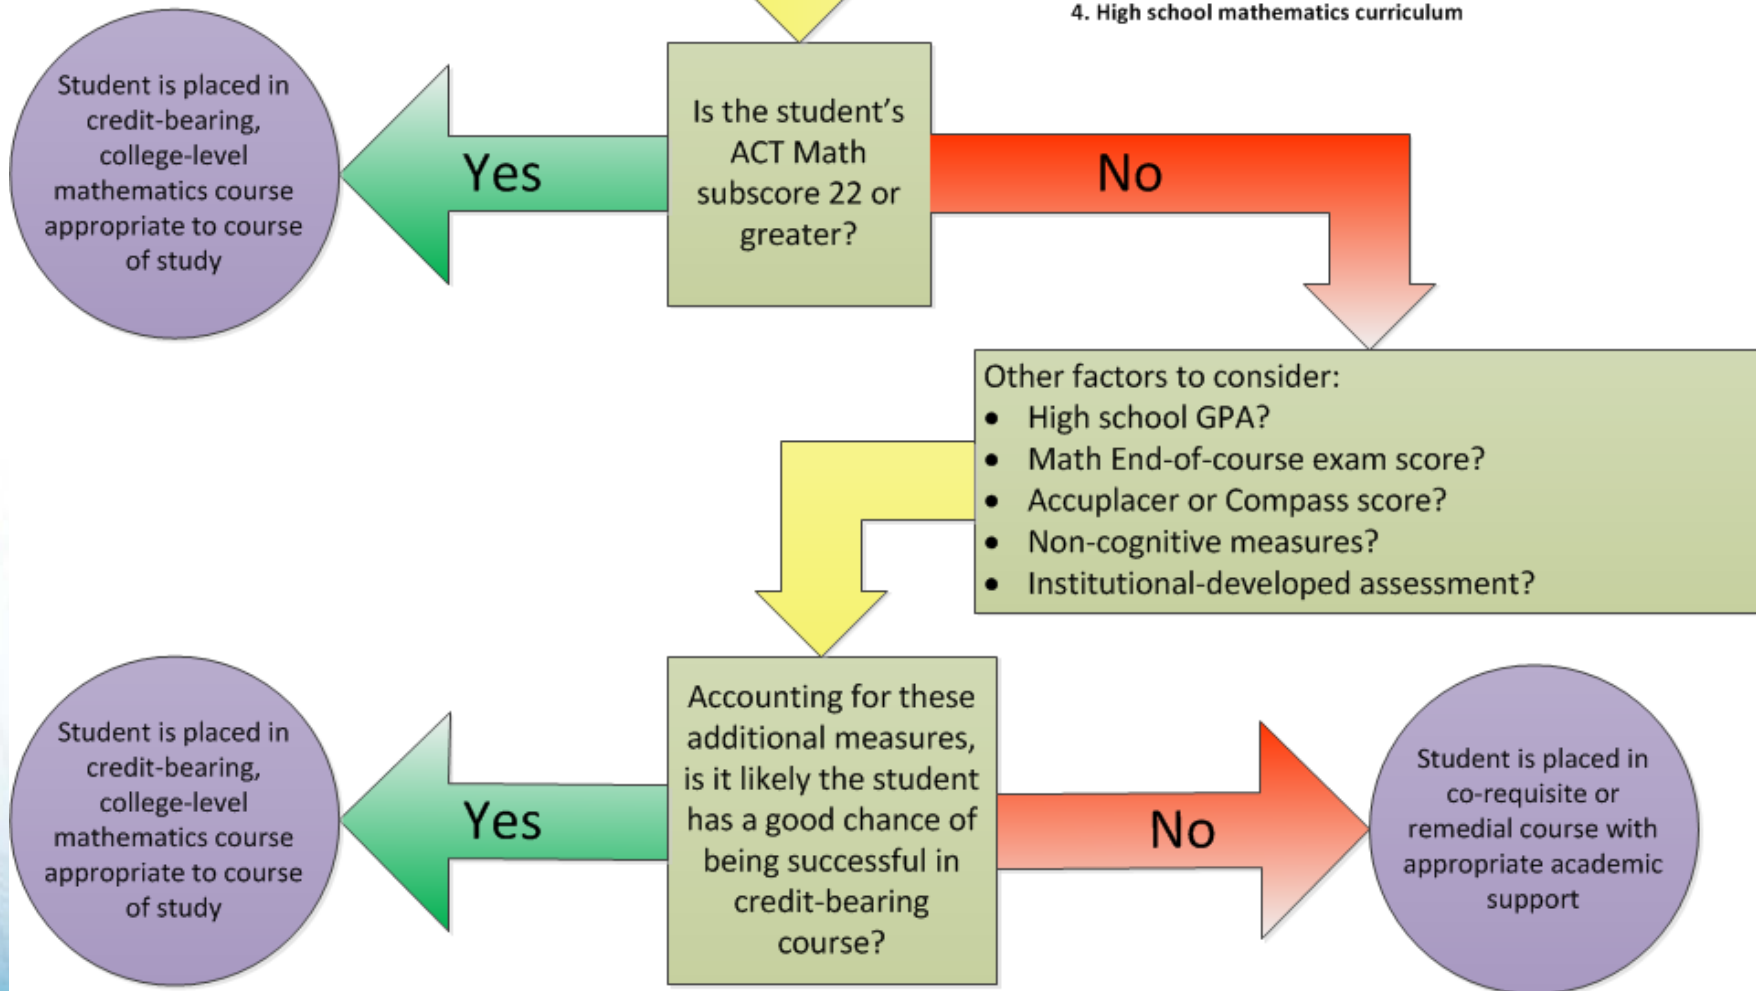 4. High school mathematics curriculum
Student is placed in
credit-bearing,
college-level
mathematics course
appropriate to course
of study
Yes
Is the student’s
ACT Math
subscore 22 or
greater?
No
Other factors to consider:
• High school GPA?
• Math End-of-course exam score?
• Accuplacer or Compass score?
• Non-cognitive measures?
• Institutional-developed assessment?
Student is placed in
credit-bearing,
college-level
mathematics course
appropriate to course
of study
Yes
Accounting for these
additional measures,
is it likely the student
has a good chance of
being successful in
credit-bearing
course?
No
Student is placed in
co-requisite or
remedial course with
appropriate academic
support